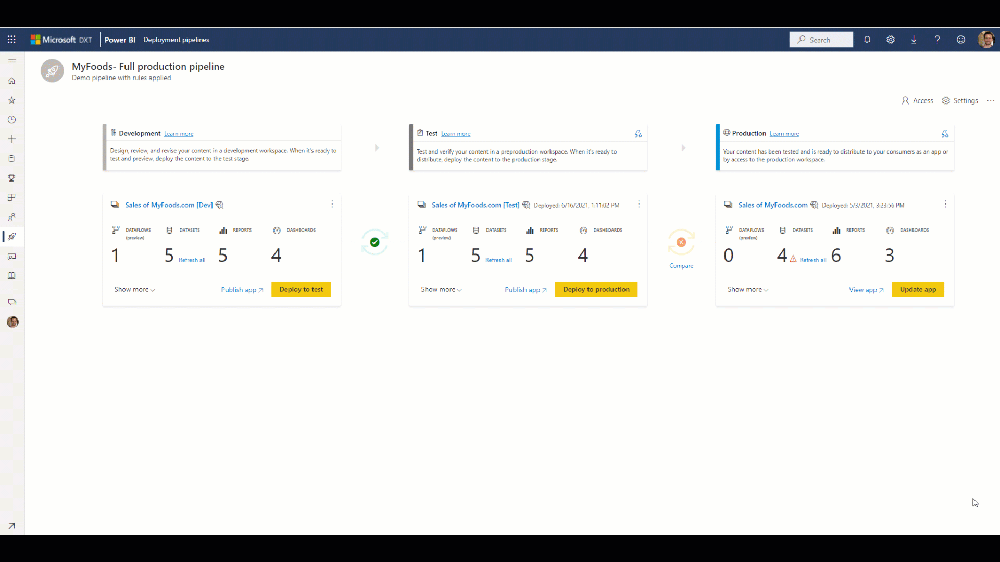 Microsoft DXT Power BI Deployment pipelines Search
MyFoods- Full production pipeline
Demo pipeline with rules applied
Access Settings
Development Learn more
Design, review, and revise your content in a development workspace. When it's ready to
test and preview, deploy the content to the test stage.
Test Learn more
Test and verify your content in a preproduction workspace. When it's ready to
distribute, deploy the content to the production stage.
Production Learn more
Your content has been tested and is ready to distribute to your consumers as an app or
by access to the production workspace.
Sales of MyFoods.com [Dev]
DATAFLOWS DATASETS REPORTS DASHBOARDS
(preview)
1 5 Refresh all 5 4
Show more Publish app Deploy to test
Sales of MyFoods.com [Test] Deployed: 6/16/2021, 1:11:02 PM
DATAFLOWS DATASETS REPORTS DASHBOARDS
(preview)
1 5 Refresh all 5 4
Show more Publish app Deploy to production
Compare
Sales of MyFoods.com Deployed: 5/3/2021, 3:23:56 PM
DATAFLOWS DATASETS REPORTS DASHBOARDS
(preview)
0 4 Refresh all 6 3
Show more View app Update app